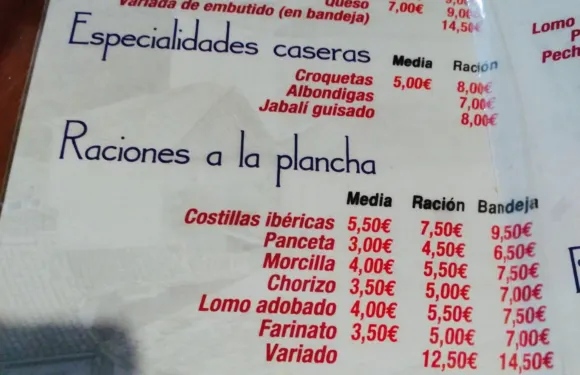 Queso 7,00€ 9,00€
Variada de embutido (en bandeja) 14,50€
Especialidades caseras
Media Ración
Croquetas 5,00€ 8,00€
Albondigas 7,00€
Jabalí guisado 8,00€
Raciones a la plancha
Media Ración Bandeja
Costillas ibéricas 5,50€ 7,50€ 9,50€
Panceta 3,00€ 4,50€ 6,50€
Morcilla 4,00€ 5,50€ 7,50€
Chorizo 3,50€ 5,00€ 7,00€
Lomo adobado 4,00€ 5,50€ 7,50€
Farinato 3,50€ 5,00€ 7,00€
Variado 12,50€ 14,50€
Lomo
P
Pech